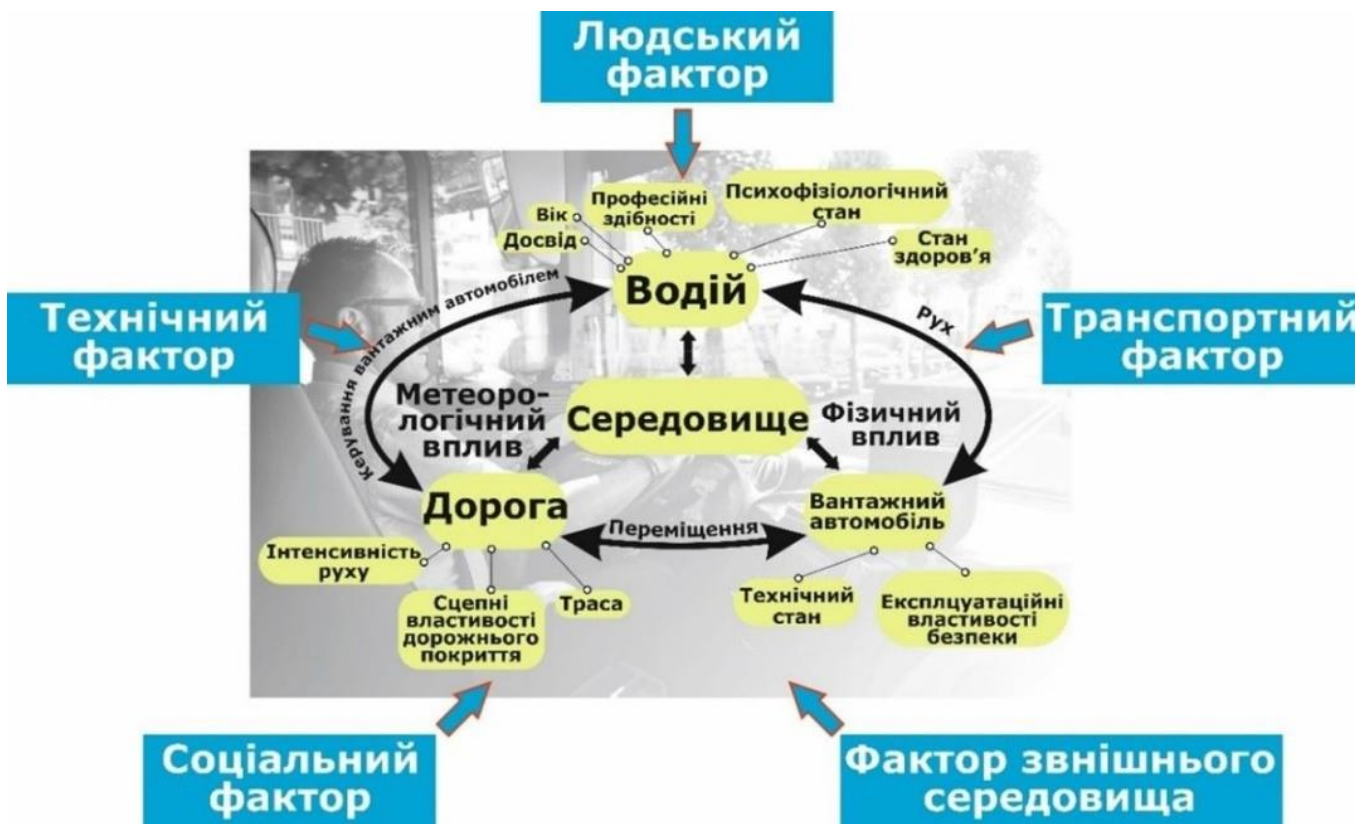 Людський
фактор
Професійні
здібності
Психофізіологічний
стан
Вік
Досвід
Стан
здоров’я
Водій
Керування вантажним автомобілем
Рух
Технічний
фактор
Транспортний
фактор
Метеоро-
логічний
вплив
Середовище
Фізичний
вплив
Дорога
Переміщення
Вантажний
автомобіль
Інтенсивність
руху
Сцепні
властивості
дорожнього
покриття
Траса
Технічний
стан
Експлцуатаційні
властивості
безпеки
Соціальний
фактор
Фактор звнішнього
середовища